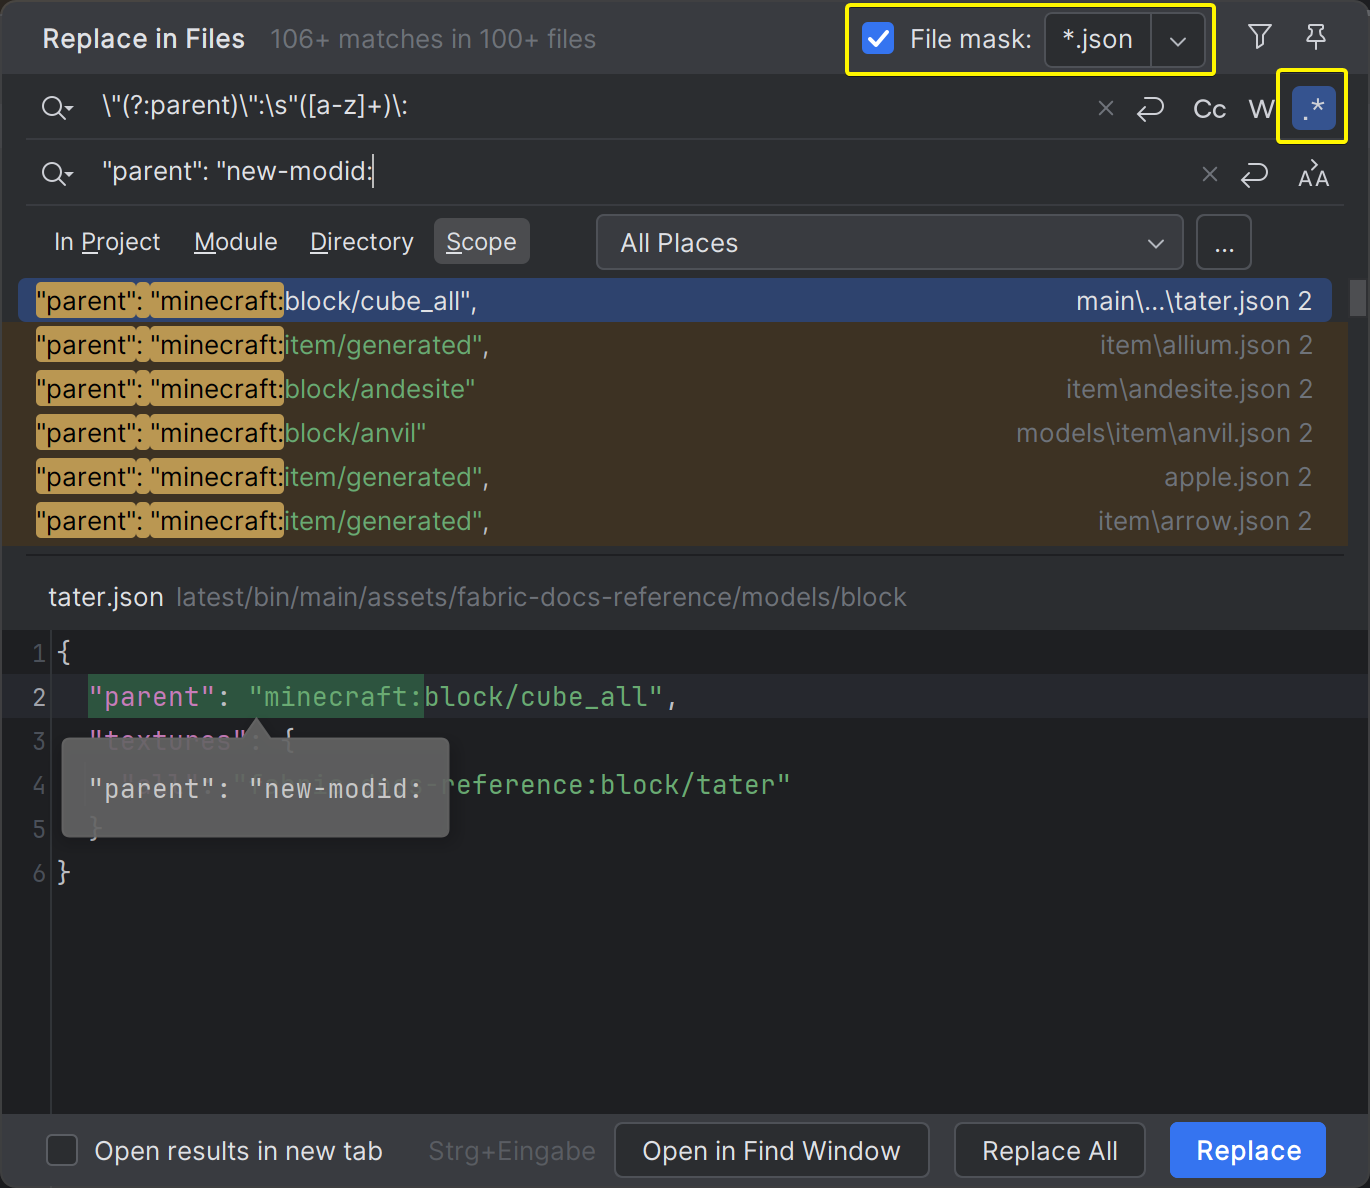 Replace in Files 106+ matches in 100+ files File mask: *.json
\"(?:parent)\":\s"([a-z]+)\: Cc W .*
"parent": "new-modid: AA
In Project Module Directory Scope All Places ...
"parent": "minecraft:block/cube_all", main\...\tater.json 2
"parent": "minecraft:item/generated", item\allium.json 2
"parent": "minecraft:block/andesite" item\andesite.json 2
"parent": "minecraft:block/anvil" models\item\anvil.json 2
"parent": "minecraft:item/generated", apple.json 2
"parent": "minecraft:item/generated", item\arrow.json 2
tater.json latest/bin/main/assets/fabric-docs-reference/models/block
1 {
2 "parent": "minecraft:block/cube_all",
3 "textures": {
4 reference:block/tater"
"parent": "new-modid:
5 }
6 }
Open results in new tab Strg+Eingabe Open in Find Window Replace All Replace